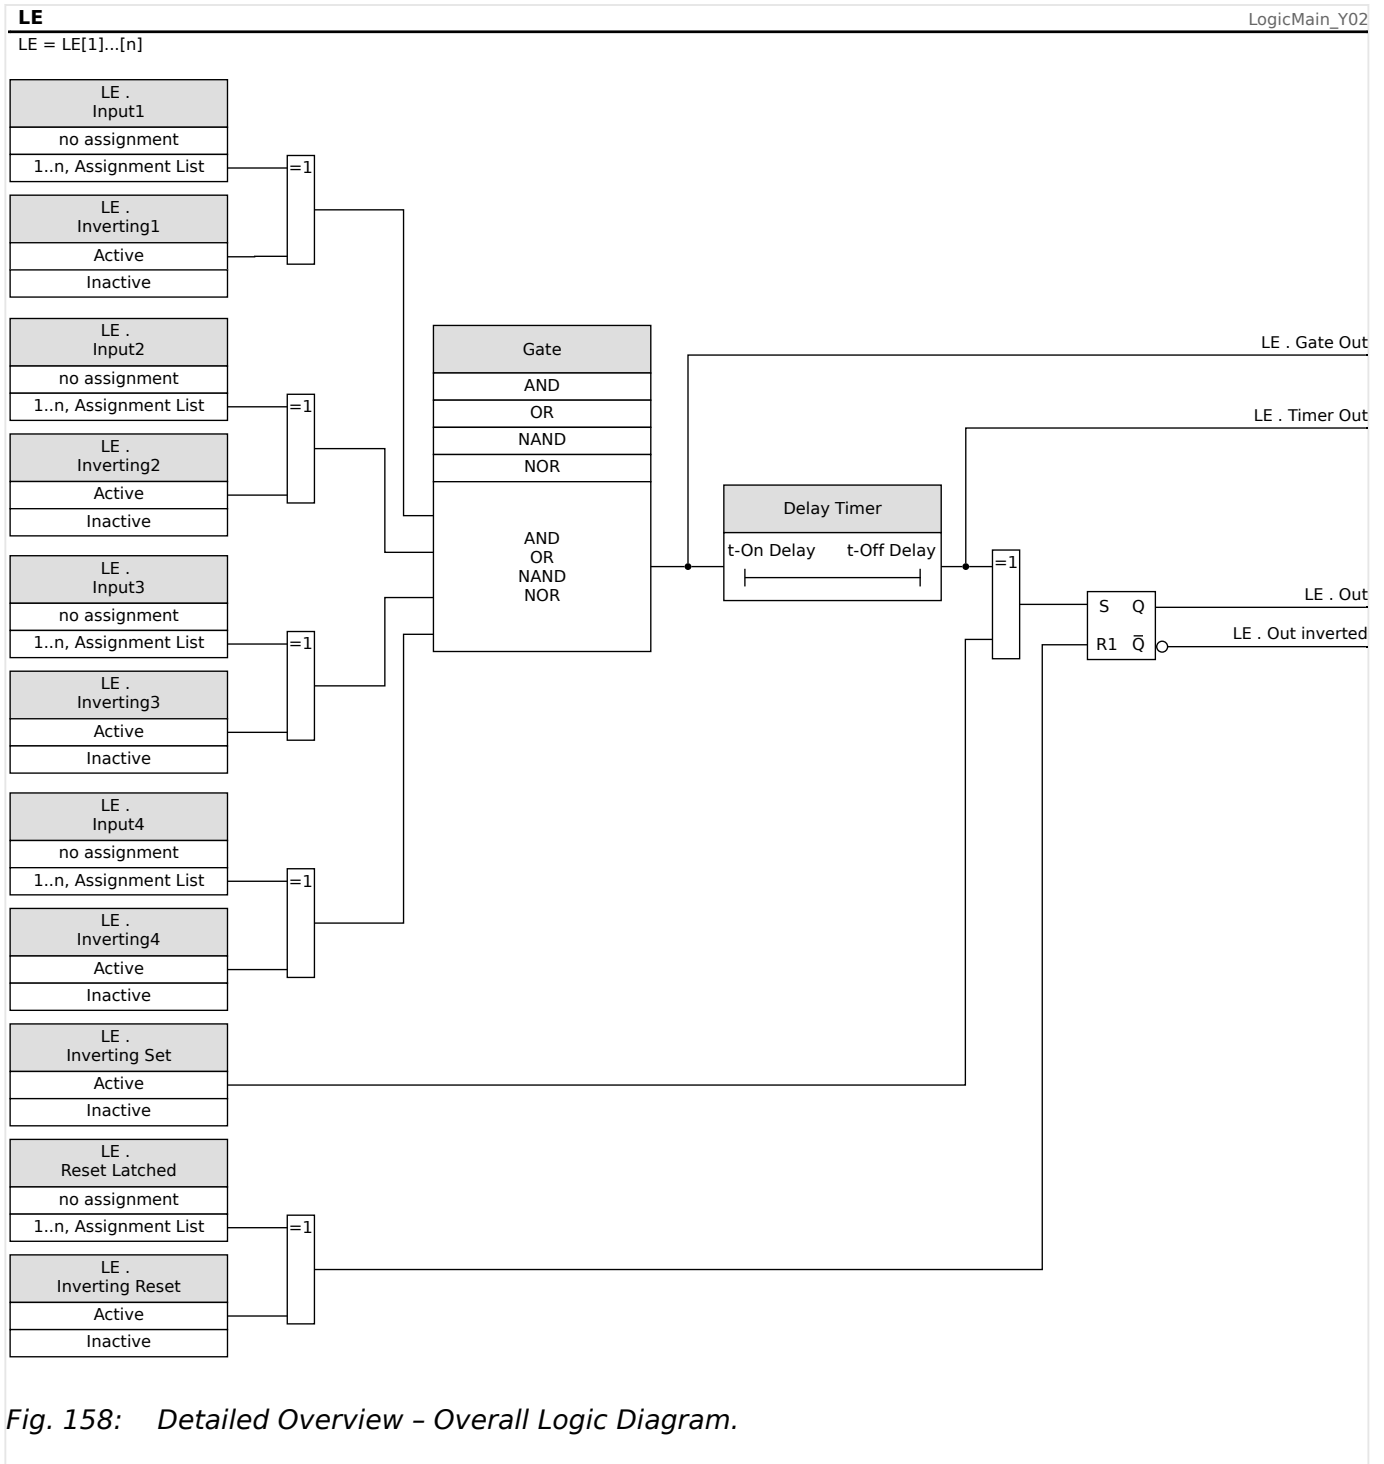 LE
LogicMain_Y02
LE = LE[1]...[n]
LE .
Input1
no assignment
1..n, Assignment List
=1
LE .
Inverting1
Active
Inactive
LE .
Input2
no assignment
1..n, Assignment List
=1
LE .
Inverting2
Active
Inactive
LE .
Input3
no assignment
1..n, Assignment List
=1
LE .
Inverting3
Active
Inactive
LE .
Input4
no assignment
1..n, Assignment List
=1
LE .
Inverting4
Active
Inactive
LE .
Inverting Set
Active
Inactive
LE .
Reset Latched
no assignment
1..n, Assignment List
=1
LE .
Inverting Reset
Active
Inactive
Gate
AND
OR
NAND
NOR
AND
OR
NAND
NOR
Delay Timer
t-On Delay t-Off Delay
=1
S Q
R1 Q̅
LE . Gate Out
LE . Timer Out
LE . Out
LE . Out inverted
Fig. 158: Detailed Overview – Overall Logic Diagram.